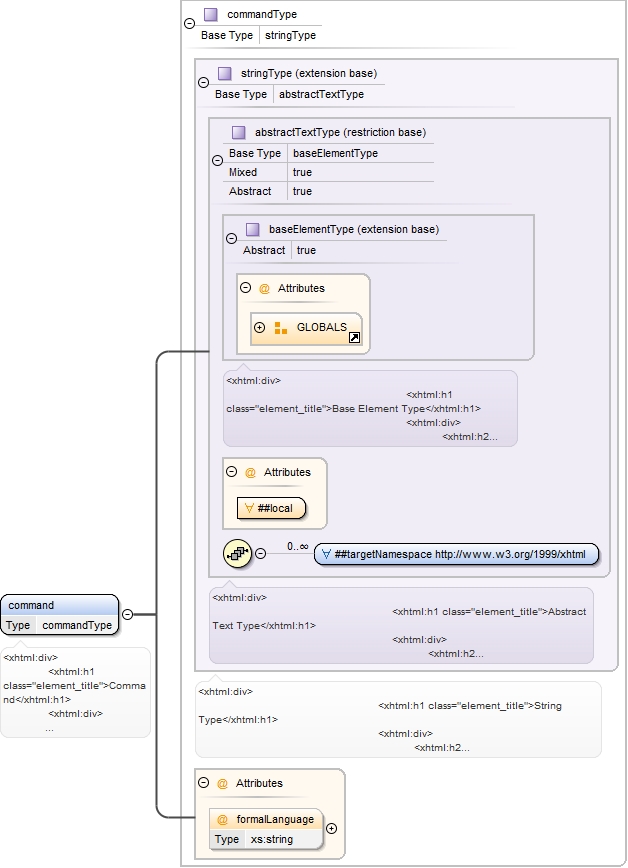 commandType
Base Type stringType
stringType (extension base)
Base Type abstractTextType
abstractTextType (restriction base)
Base Type baseElementType
Mixed true
Abstract true
baseElementType (extension base)
Abstract true
@ Attributes
GLOBALS
<xhtml:div>
<xhtml:h1
class="element_title">Base Element Type</xhtml:h1>
<xhtml:div>
<xhtml:h2...
@ Attributes
∀ ##local
0..∞
∀ ##targetNamespace http://www.w3.org/1999/xhtml
<xhtml:div>
<xhtml:h1 class="element_title">Abstract
Text Type</xhtml:h1>
<xhtml:div>
<xhtml:h2...
command
Type commandType
<xhtml:div>
<xhtml:h1
class="element_title">Comma
nd</xhtml:h1>
<xhtml:div>
...
<xhtml:div>
<xhtml:h1 class="element_title">String
Type</xhtml:h1>
<xhtml:div>
<xhtml:h2...
@ Attributes
@ formalLanguage
Type xs:string